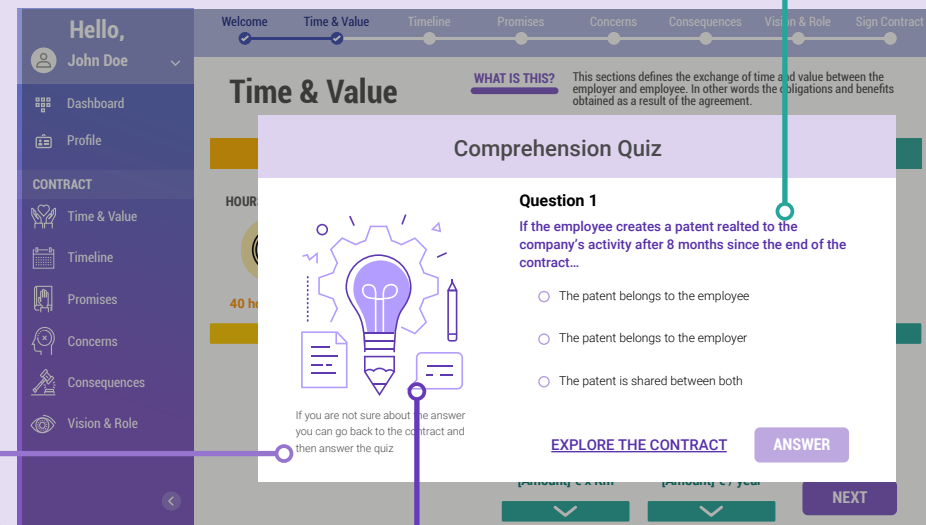 Hello,
John Doe
Dashboard
Profile
CONTRACT
Time & Value
Timeline
Promises
Concerns
Consequences
Vision & Role
Welcome
Time & Value
Timeline
Promises
Concerns
Consequences
Vision & Role
Sign Contract
Time & Value
WHAT IS THIS?
This sections defines the exchange of time and value between the
employer and employee. In other words the obligations and benefits
obtained as a result of the agreement.
40
Comprehension Quiz
If you are not sure about the answer
you can go back to the contract and
then answer the quiz
Question 1
If the employee creates a patent realted to the
company's activity after 8 months since the end of the
contract...
The patent belongs to the employee
The patent belongs to the employer
The patent is shared between both
EXPLORE THE CONTRACT
ANSWER
[Amount] € x Km
[Amount] € / year
NEXT